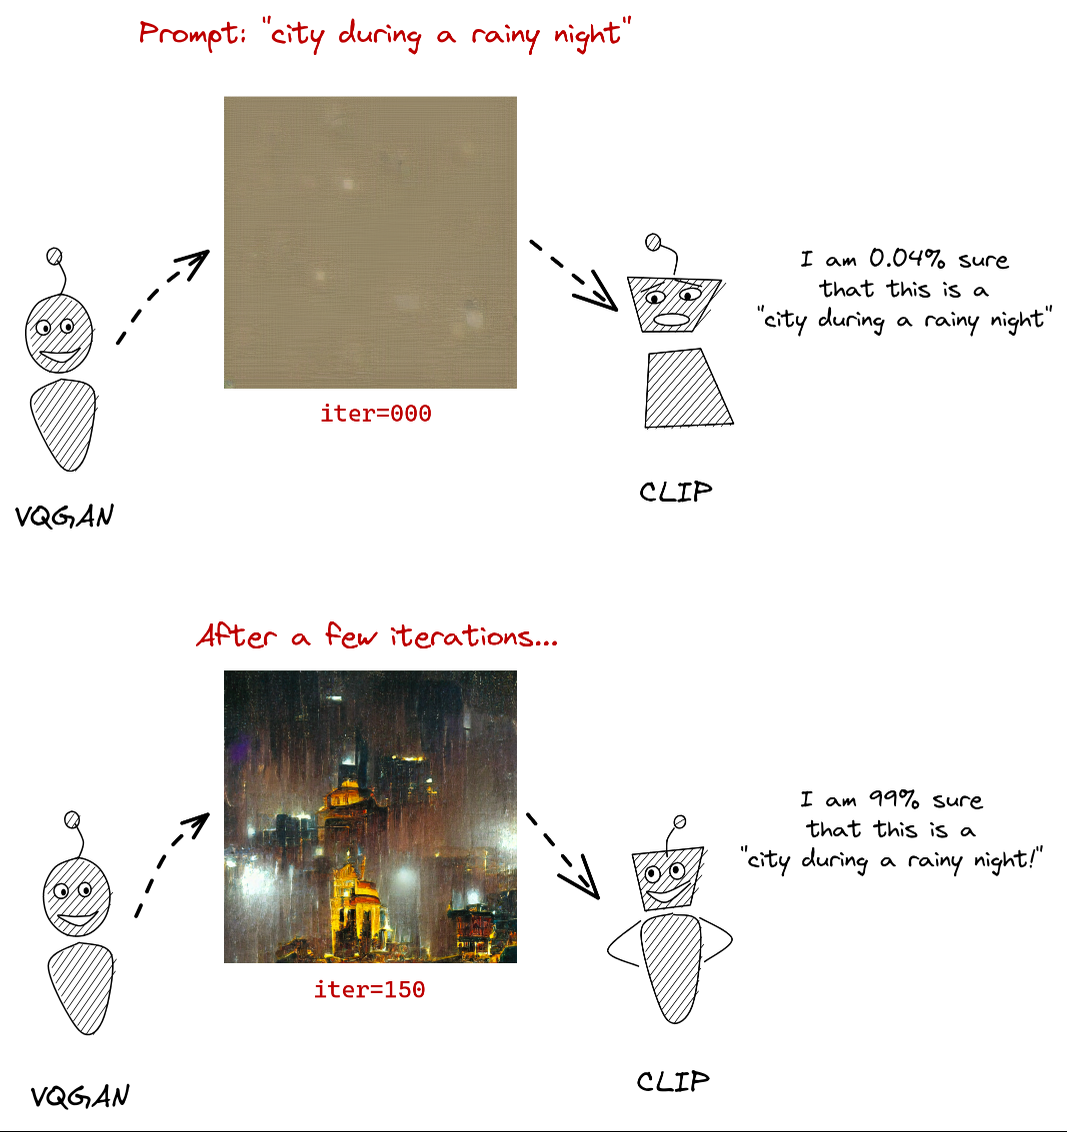 Prompt: "city during a rainy night"
I am 0.04% sure
that this is a
"city during a rainy night"
iter=000
CLIP
VQGAN
After a few iterations...
I am 99% sure
that this is a
"city during a rainy night!"
iter=150
CLIP
VQGAN